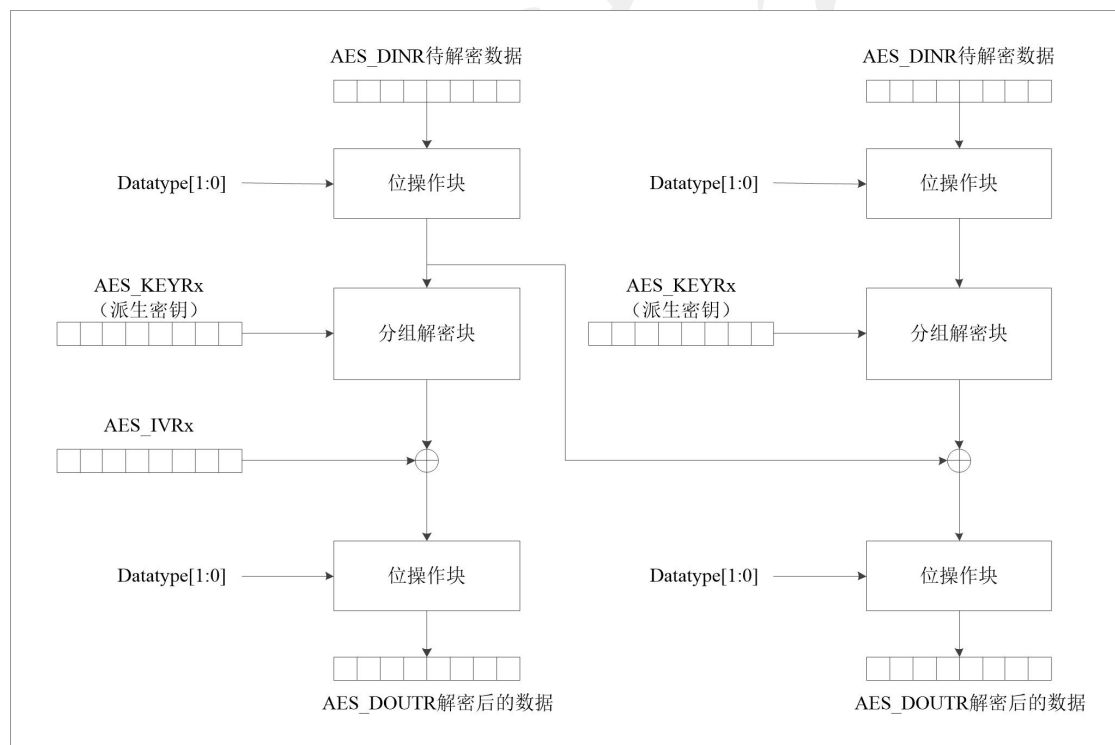 AES_DINR待解密数据
AES_DINR待解密数据
Datatype[1:0]
位操作块
Datatype[1:0]
位操作块
AES_KEYRx
（派生密钥）
分组解密块
AES_KEYRx
（派生密钥）
分组解密块
AES_IVRx
Datatype[1:0]
位操作块
Datatype[1:0]
位操作块
AES_DOUTR解密后的数据
AES_DOUTR解密后的数据